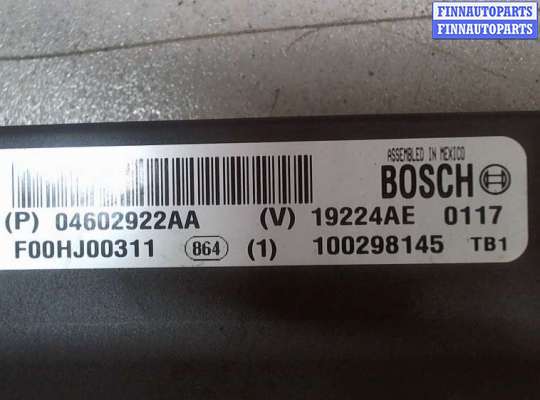 FINNAUTOPARTS
FINNAUTOPARTS
ASSEMBLED IN MEXICO
BOSCH
(P) 04602922AA (V) 19224AE 0117
F00HJ00311 864 (1) 100298145 TB1